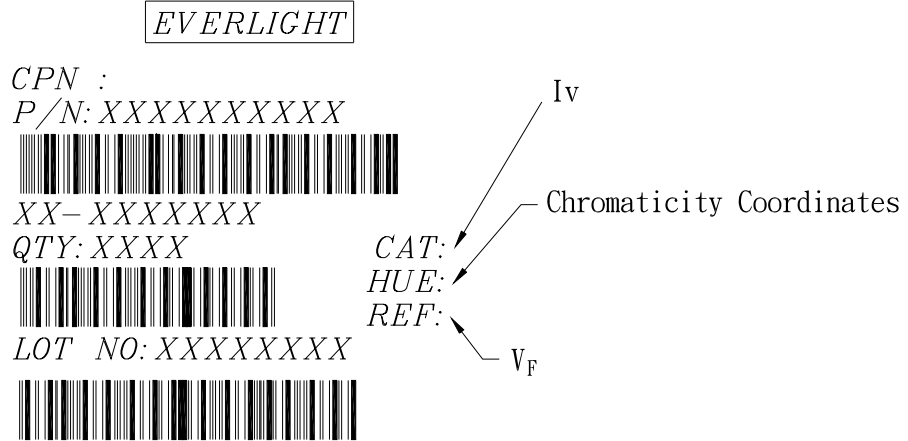 EVERLIGHT
CPN :
P/N: XXXXXXXXXX
XX-XXXXXXX
QTY: XXXX
LOT NO: XXXXXXXX
CAT:
HUE:
REF:
Iv
Chromaticity Coordinates
VF